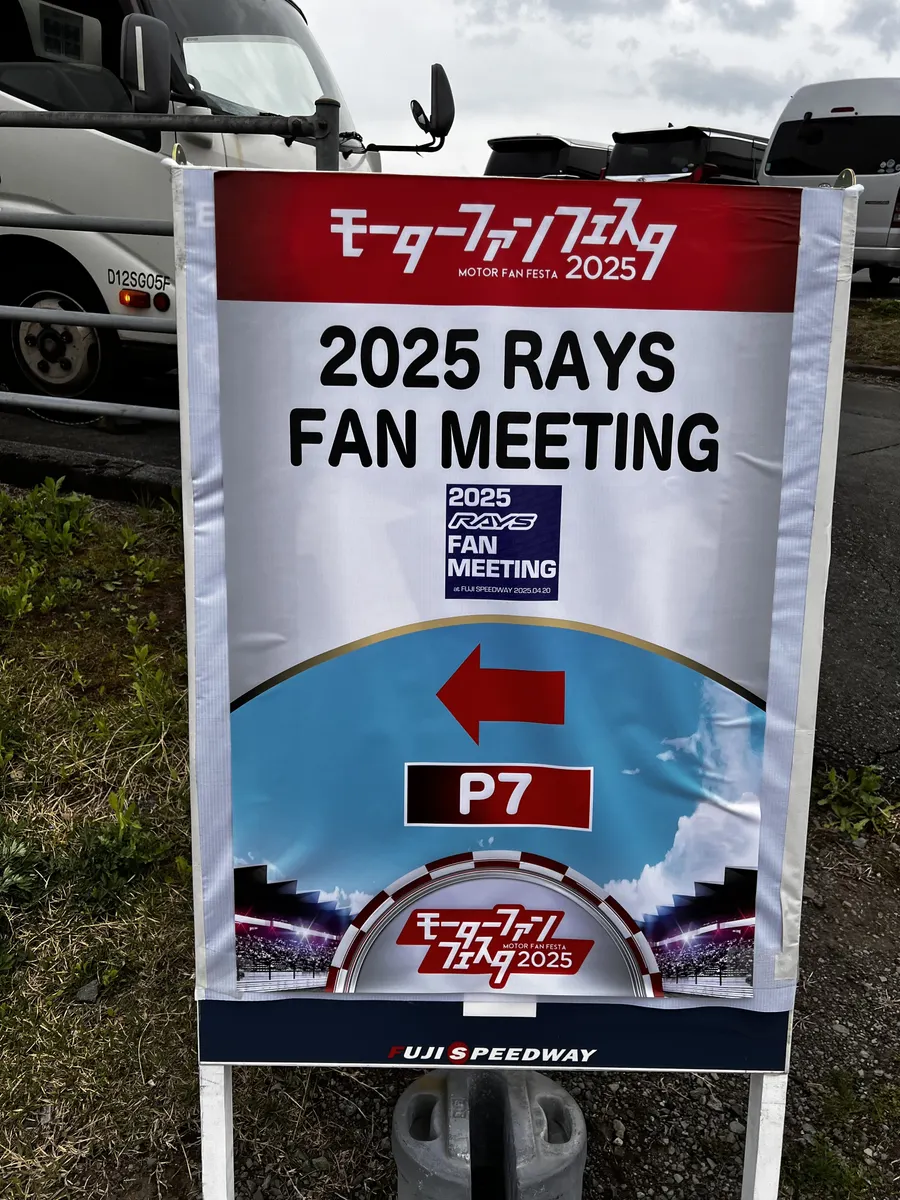 D12SG05F
モーターファンフェスタ
MOTOR FAN FESTA 2025
2025 RAYS
FAN MEETING
2025
RAYS
FAN
MEETING
at FUJI SPEEDWAY 2025.04.20
P7
モーターファン
フェスタ
MOTOR FAN FESTA
2025
FUJI SPEEDWAY